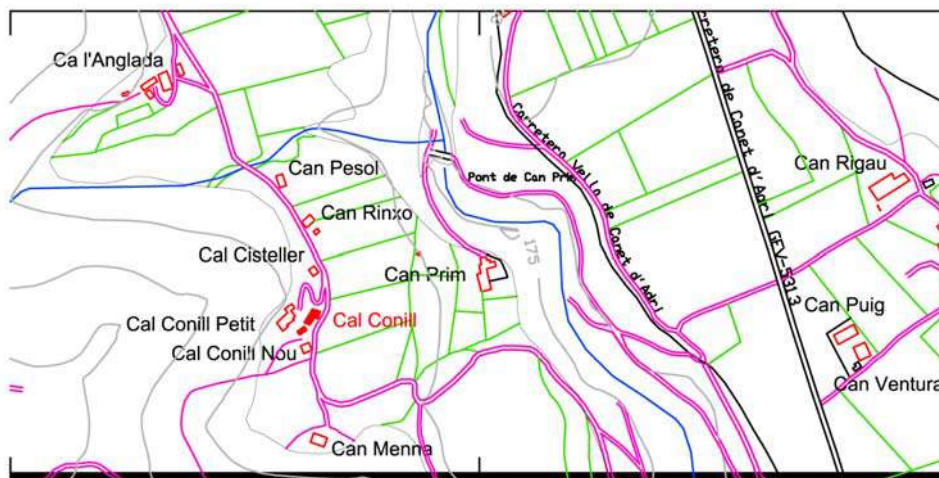 Ca l'Anglada
Carretera Vella de Canet d'Adri
Carretera de Canet d'Adri GEV-5313
Can Pesol
Pont de Can Prim
Can Rigau
Can Rinxo
175
Cal Cisteller
Can Prim
Can Puig
Cal Conill Petit
Cal Conill
Cal Conill Nou
Can Ventura
Can Menna